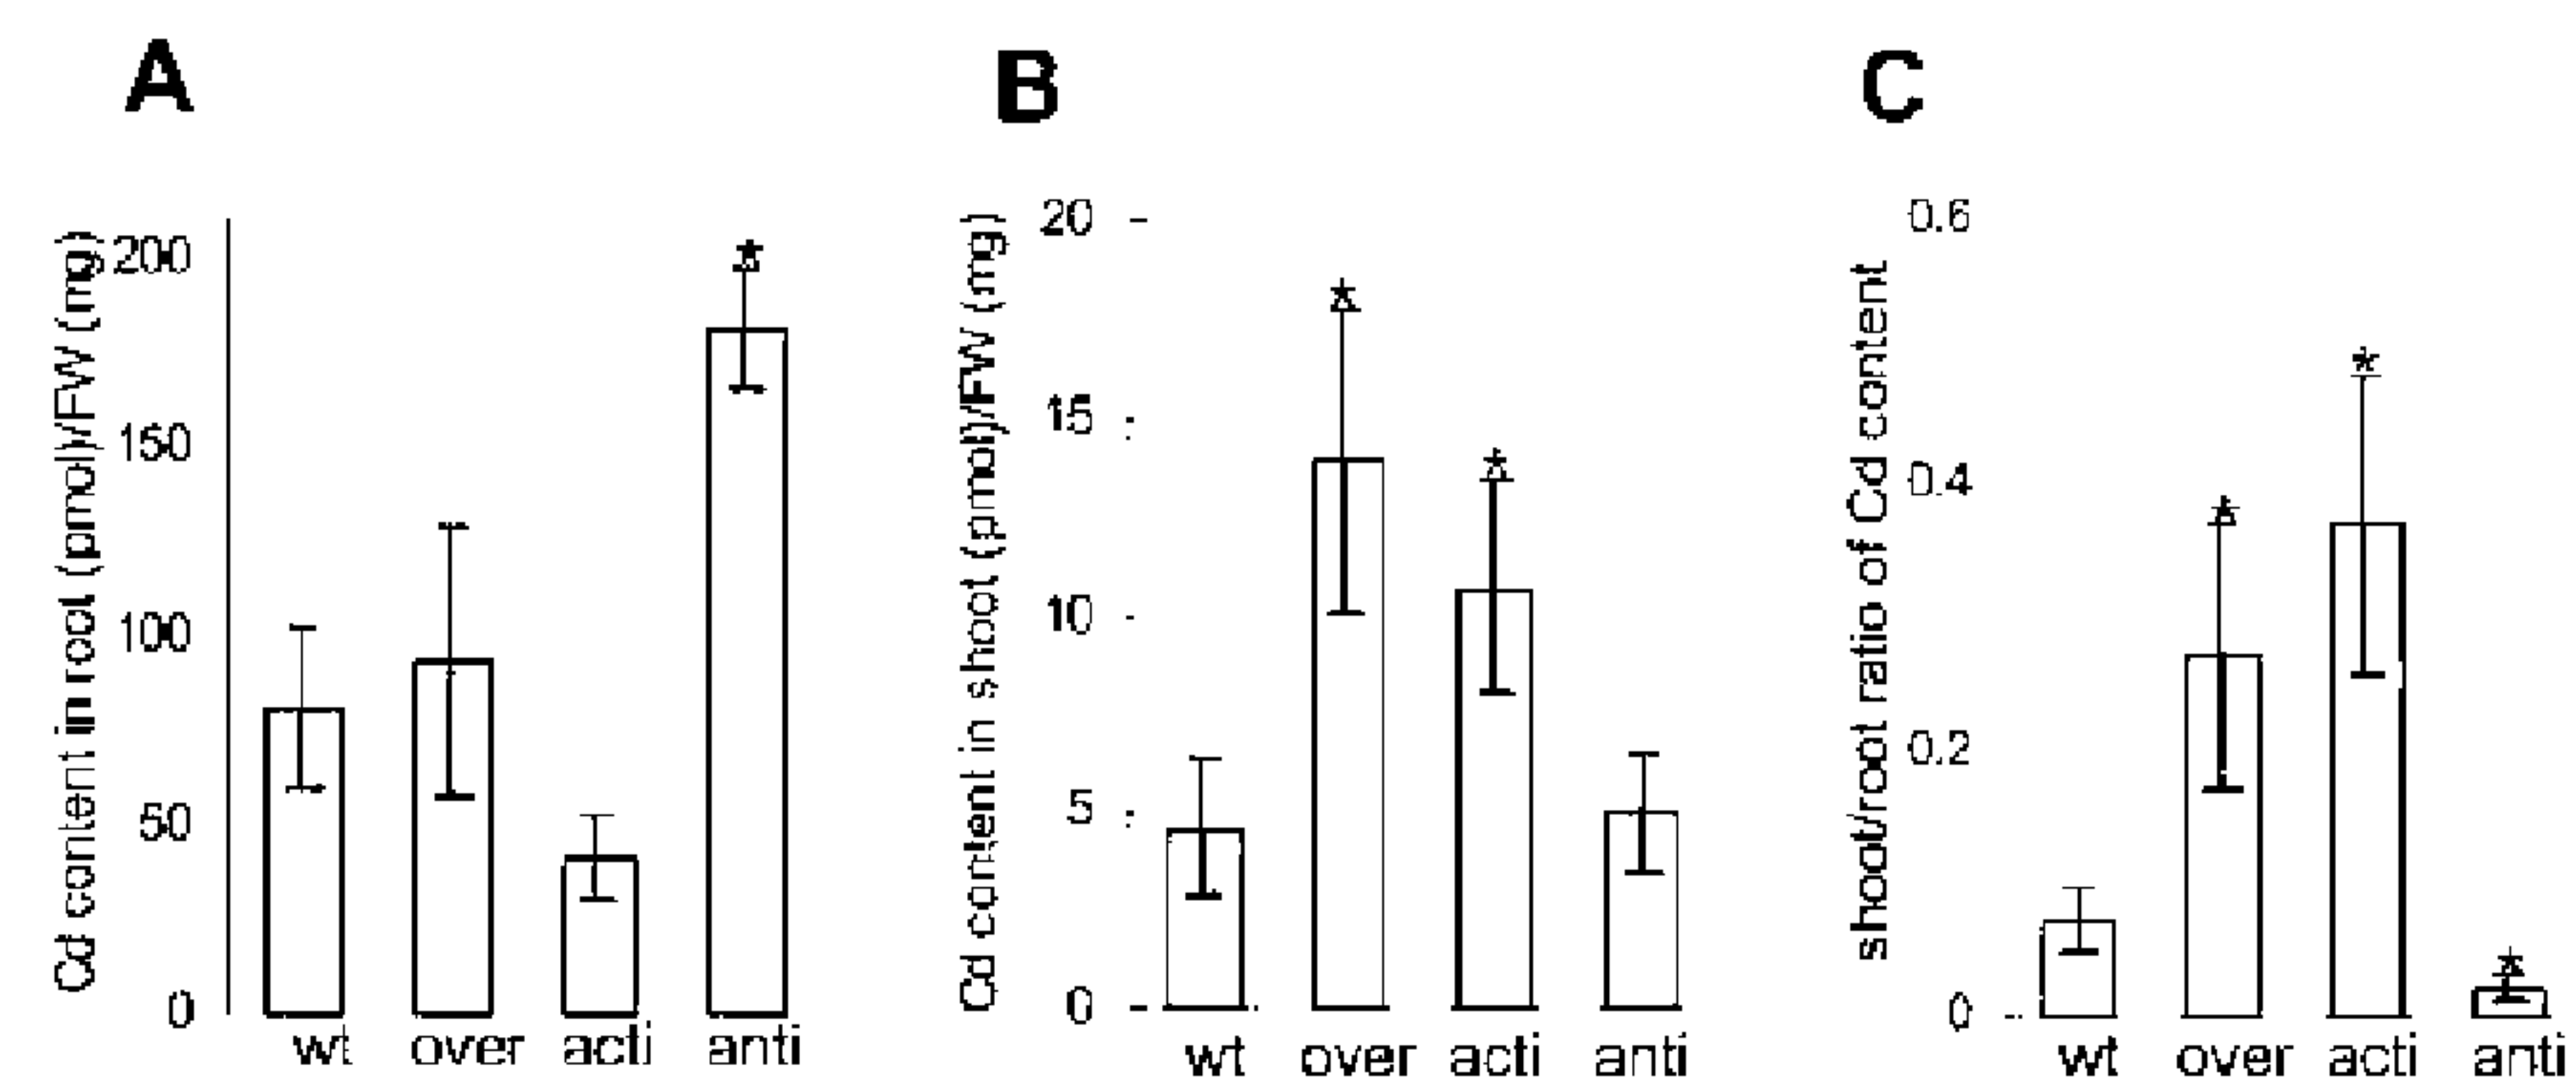 A
Cd content in root (pmol)/FW (mg)
200
150
100
50
0
wt over acti anti
*
B
Cd content in shoot (pmol)/FW (mg)
20
15
10
5
0
wt over acti anti
*
*
C
shoot/root ratio of Cd content
0.6
0.4
0.2
0
wt over acti anti
*
*
*